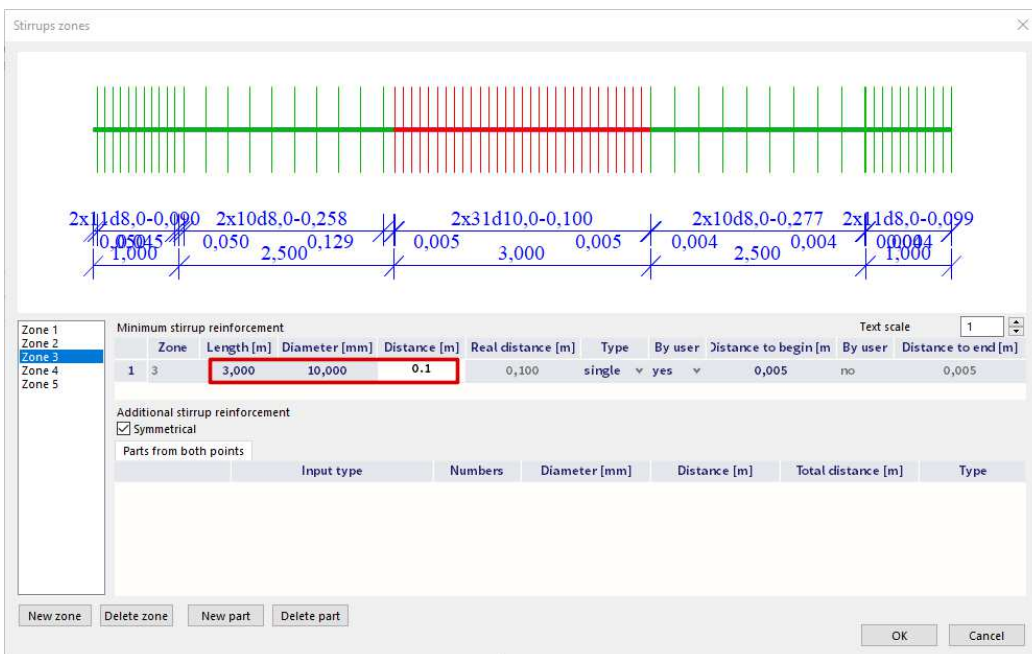 Stirrups zones
2x11d8,0-0,090 2x10d8,0-0,258 2x31d10,0-0,100 2x10d8,0-0,277 2x11d8,0-0,099
0,050 0,045 0,050 0,129 0,005 0,005 0,004 0,004 0,004
1,000 2,500 3,000 2,500 1,000
Zone 1
Zone 2
Zone 3
Zone 4
Zone 5
Minimum stirrup reinforcement Text scale 1
Zone Length [m] Diameter [mm] Distance [m] Real distance [m] Type By user Distance to begin [m By user Distance to end [m]
1 3 3,000 10,000 0.1 0,100 single yes 0,005 no 0,005
Additional stirrup reinforcement
Symmetrical
Parts from both points
Input type Numbers Diameter [mm] Distance [m] Total distance [m] Type
New zone Delete zone New part Delete part
OK Cancel